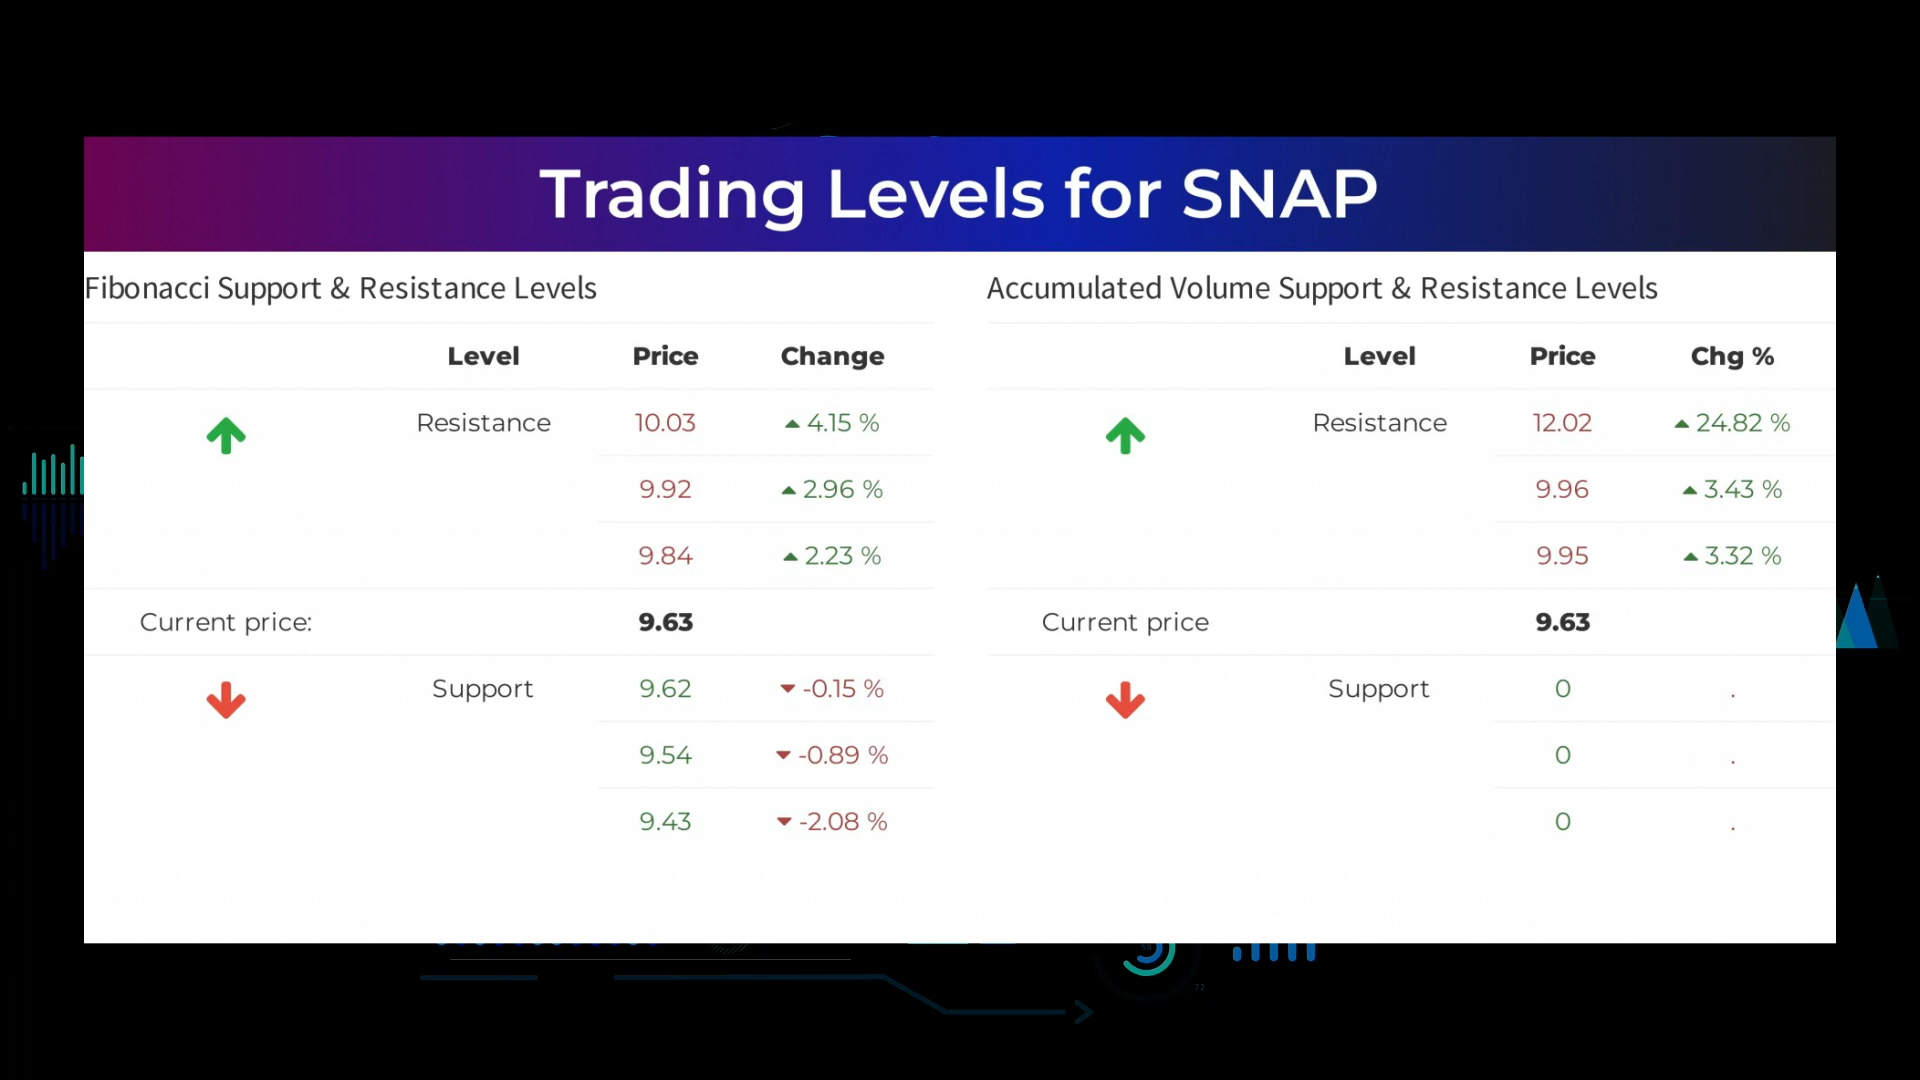 Trading Levels for SNAP
Fibonacci Support & Resistance Levels
Level Price Change
Resistance 10.03 4.15 %
9.92 2.96 %
9.84 2.23 %
Current price: 9.63
Support 9.62 -0.15 %
9.54 -0.89 %
9.43 -2.08 %
Accumulated Volume Support & Resistance Levels
Level Price Chg %
Resistance 12.02 24.82 %
9.96 3.43 %
9.95 3.32 %
Current price 9.63
Support 0 .
0 .
0 .
72